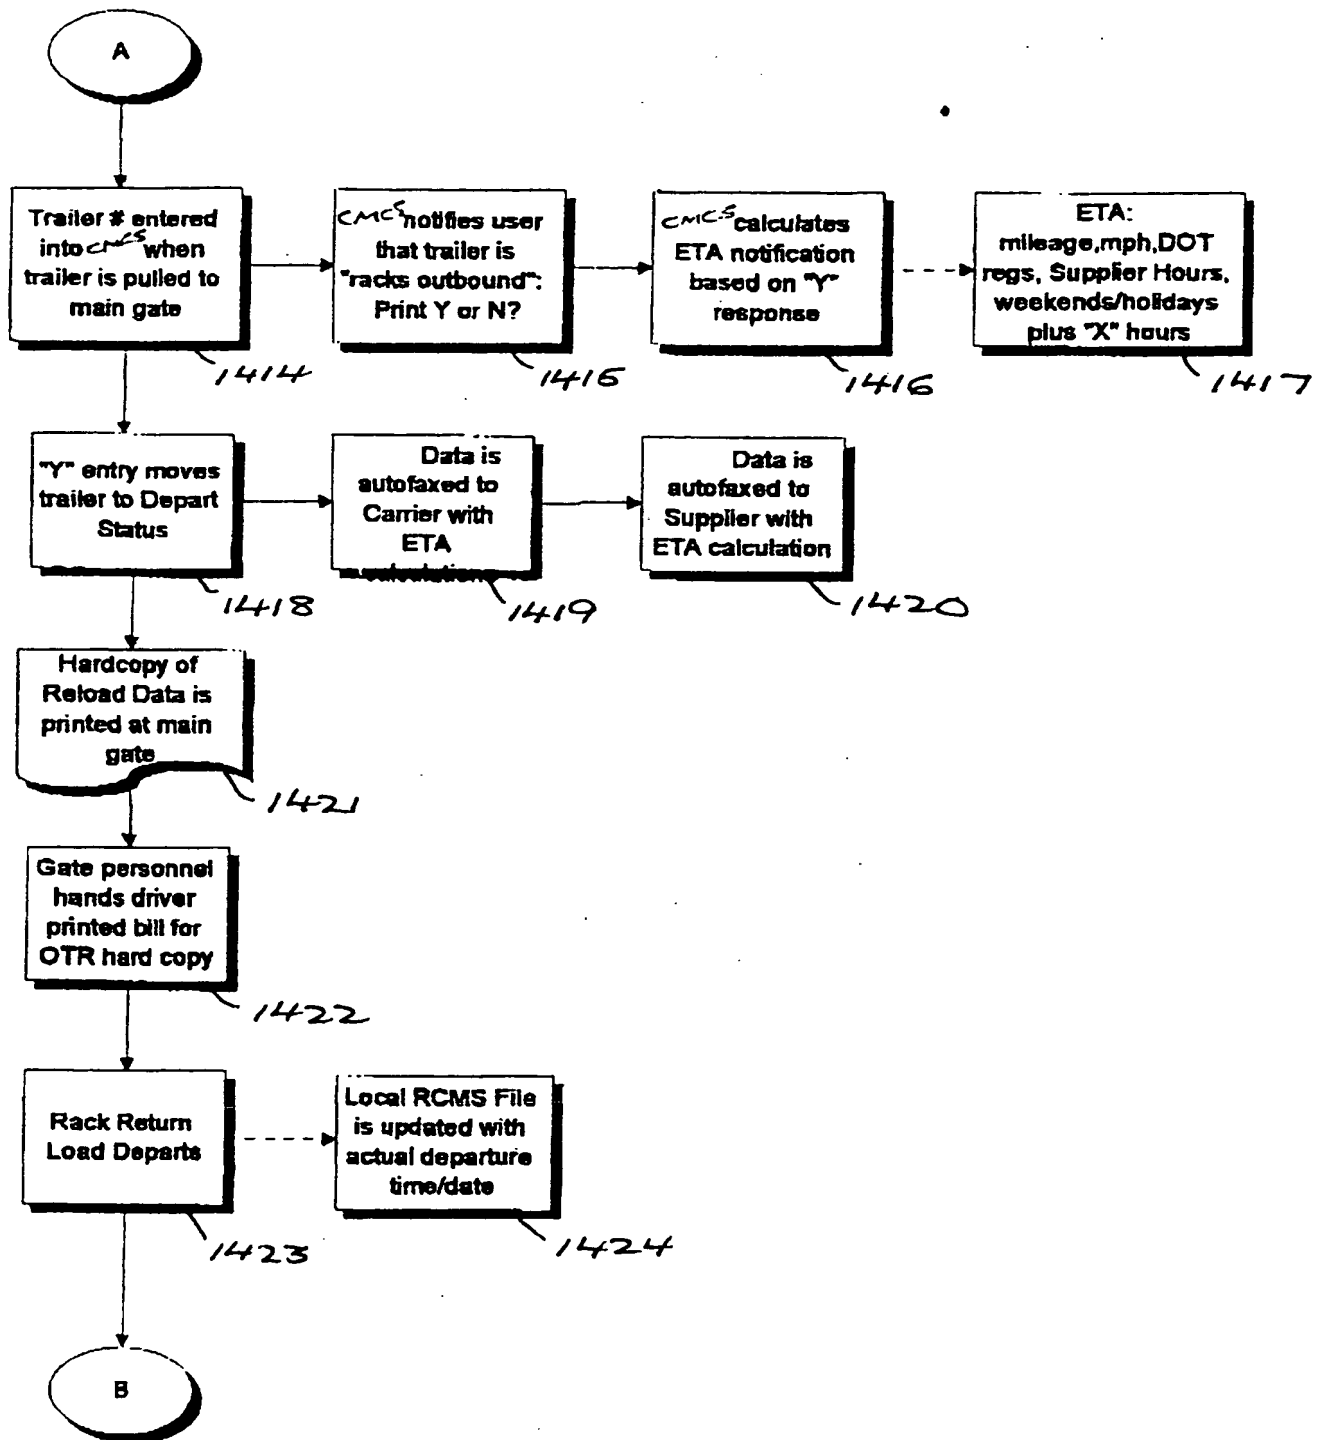 A
Trailer # entered
into CMCS when
trailer is pulled to
main gate
1414
CMCS notifies user
that trailer is
"racks outbound":
Print Y or N?
1415
CMCS calculates
ETA notification
based on "Y"
response
1416
ETA:
mileage,mph,DOT
regs, Supplier Hours,
weekends/holidays
plus "X" hours
1417
"Y" entry moves
trailer to Depart
Status
1418
Data is
autofaxed to
Carrier with
ETA
calculations
1419
Data is
autofaxed to
Supplier with
ETA calculation
1420
Hardcopy of
Reload Data is
printed at main
gate
1421
Gate personnel
hands driver
printed bill for
OTR hard copy
1422
Rack Return
Load Departs
1423
Local RCMS File
is updated with
actual departure
time/date
1424
B